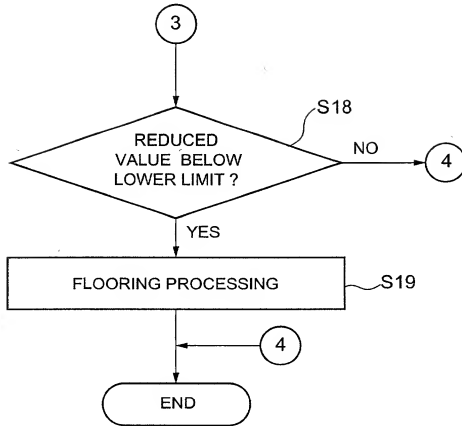 3
S18
REDUCED
VALUE BELOW
LOWER LIMIT ?
NO
4
YES
FLOORING PROCESSING
S19
4
END